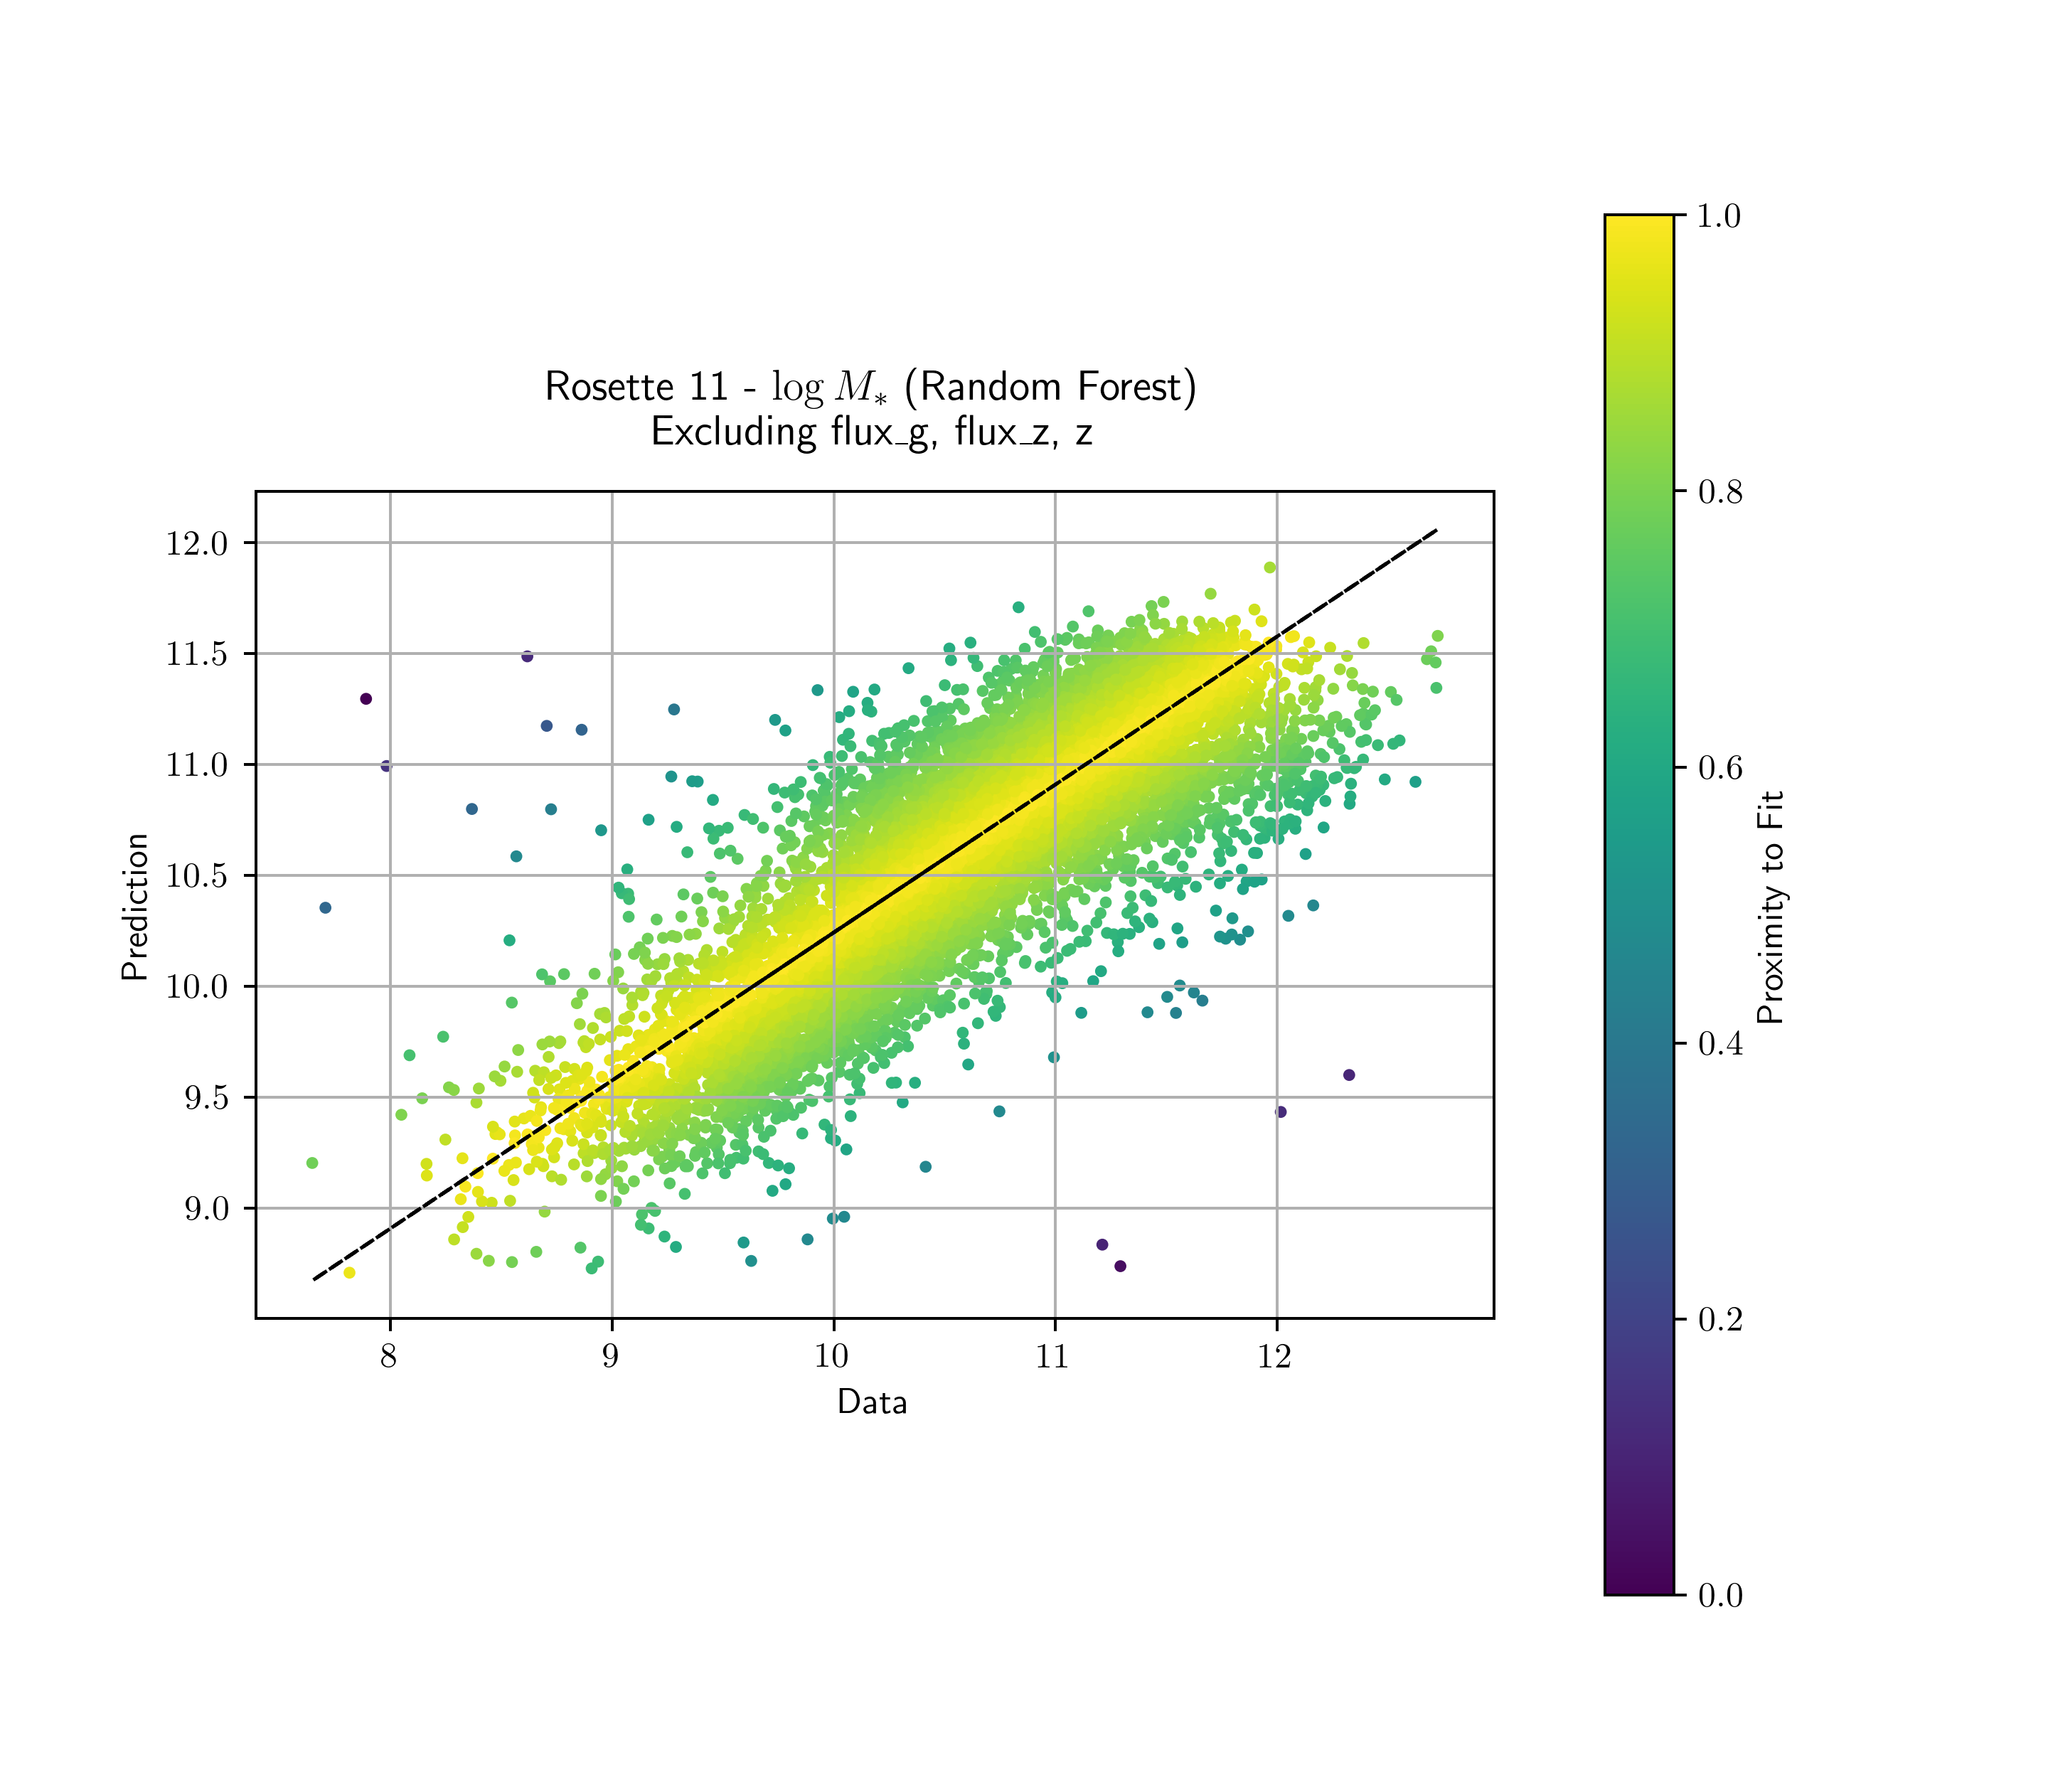 Rosette 11 - log M* (Random Forest)
Excluding flux_g, flux_z, z
12.0
11.5
11.0
10.5
10.0
9.5
9.0
Prediction
8 9 10 11 12
Data
1.0
0.8
0.6
0.4
0.2
0.0
Proximity to Fit